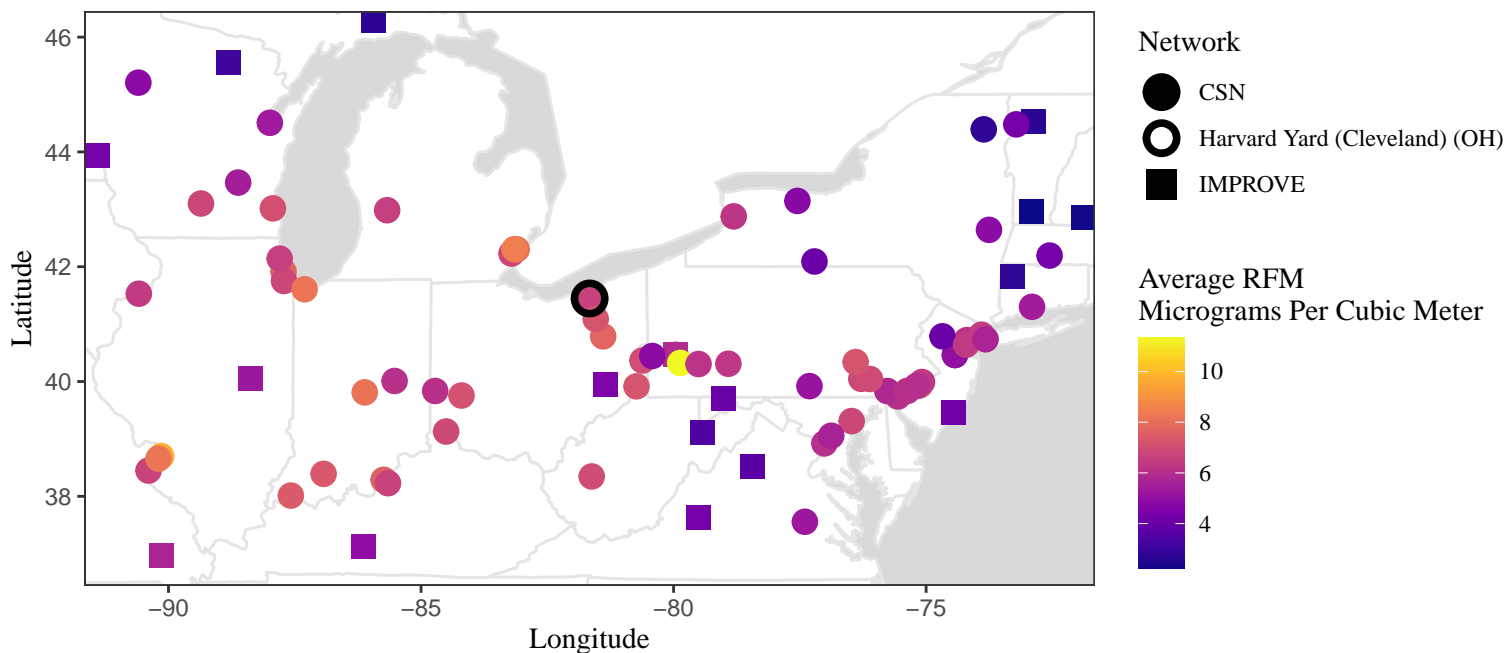 46
44
42
40
38
Latitude
−90
−85
−80
−75
Longitude
Network
CSN
Harvard Yard (Cleveland) (OH)
IMPROVE
Average RFM
Micrograms Per Cubic Meter
10
8
6
4